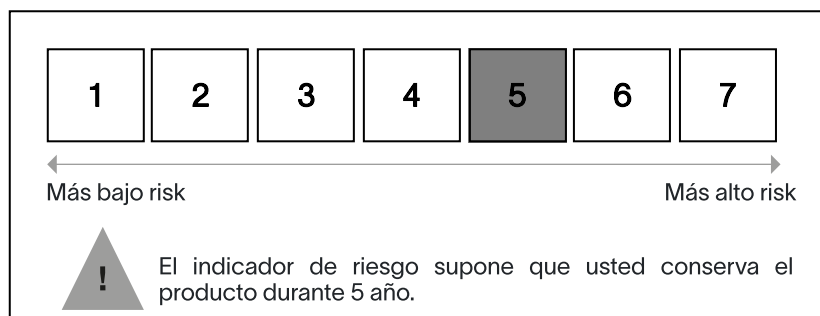 1 2 3 4 5 6 7
Más bajo risk Más alto risk
! El indicador de riesgo supone que usted conserva el
producto durante 5 año.